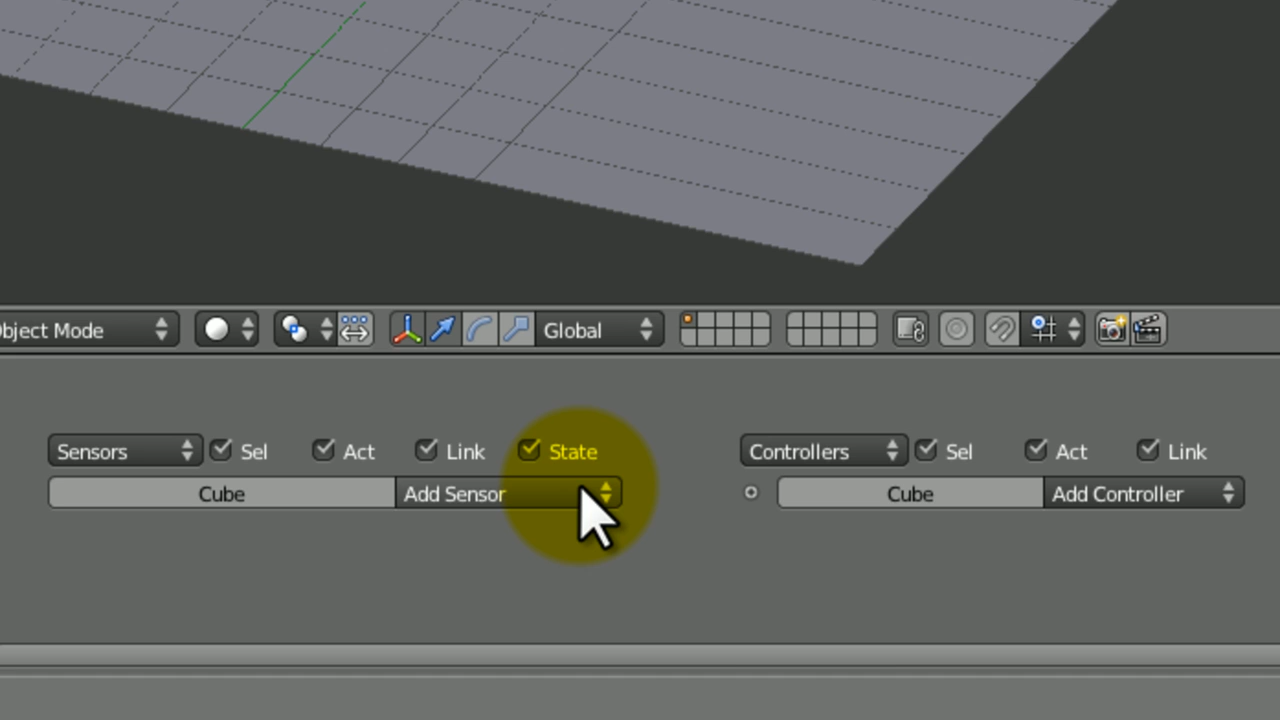 bject Mode Global
Sensors Sel Act Link State Controllers Sel Act Link
Cube Add Sensor Cube Add Controller